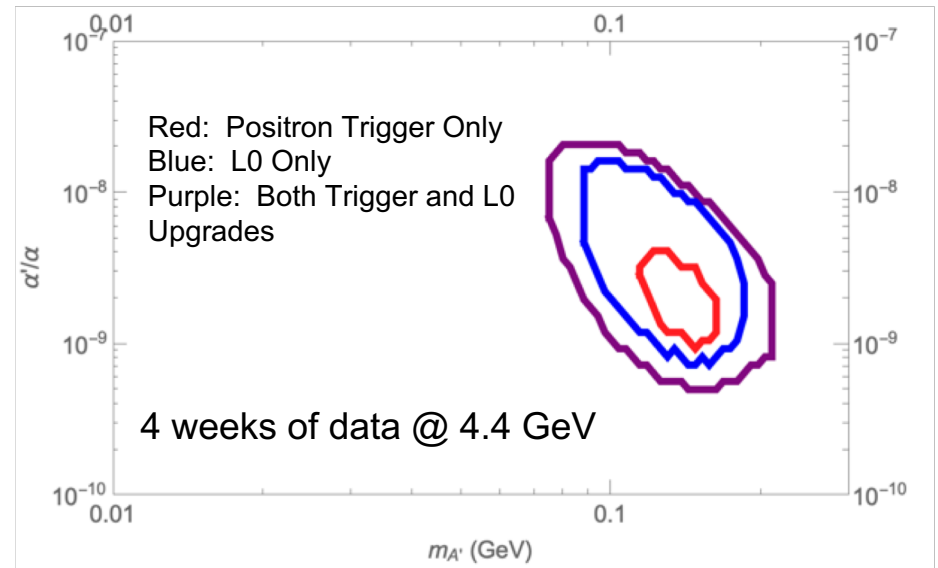 0.01 0.1
10⁻⁷ 10⁻⁷
Red: Positron Trigger Only
Blue: L0 Only
Purple: Both Trigger and L0
Upgrades
10⁻⁸ 10⁻⁸
α'/α
10⁻⁹ 10⁻⁹
4 weeks of data @ 4.4 GeV
10⁻¹⁰ 10⁻¹⁰
0.01 0.1
m_A' (GeV)